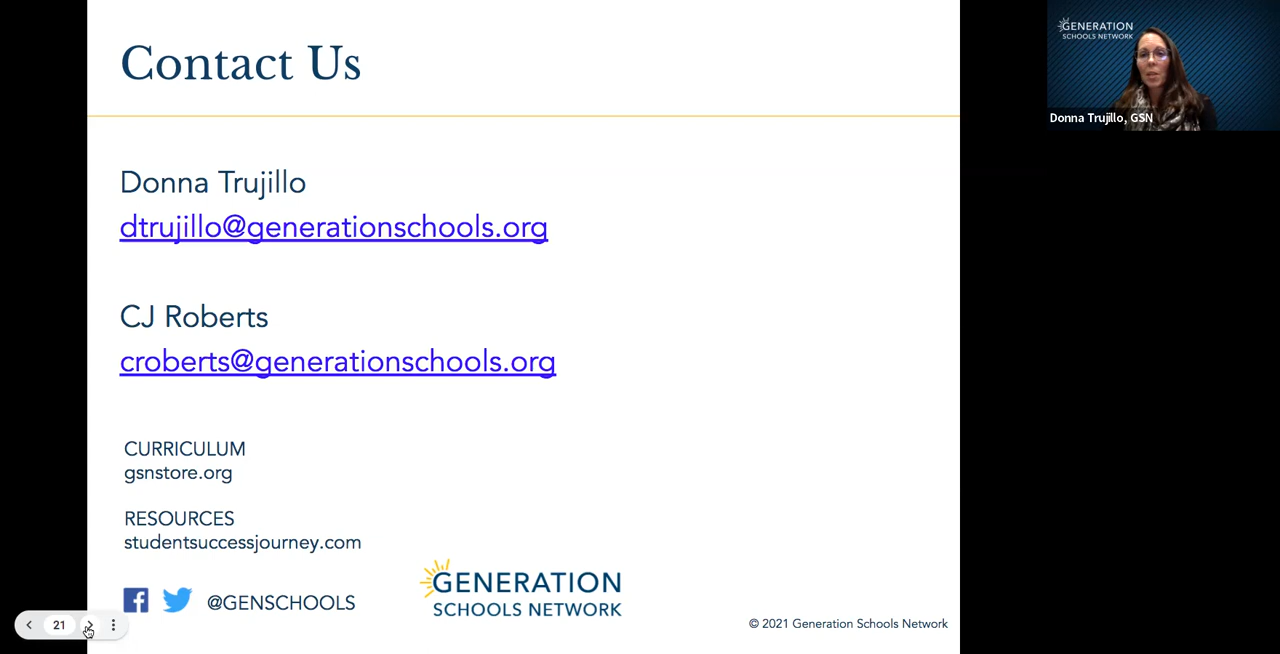 Contact Us
Donna Trujillo
dtrujillo@generationschools.org
CJ Roberts
croberts@generationschools.org
CURRICULUM
gsnstore.org
RESOURCES
studentsuccessjourney.com
@GENSCHOOLS
GENERATION
SCHOOLS NETWORK
© 2021 Generation Schools Network
21
GENERATION
SCHOOLS NETWORK
Donna Trujillo, GSN